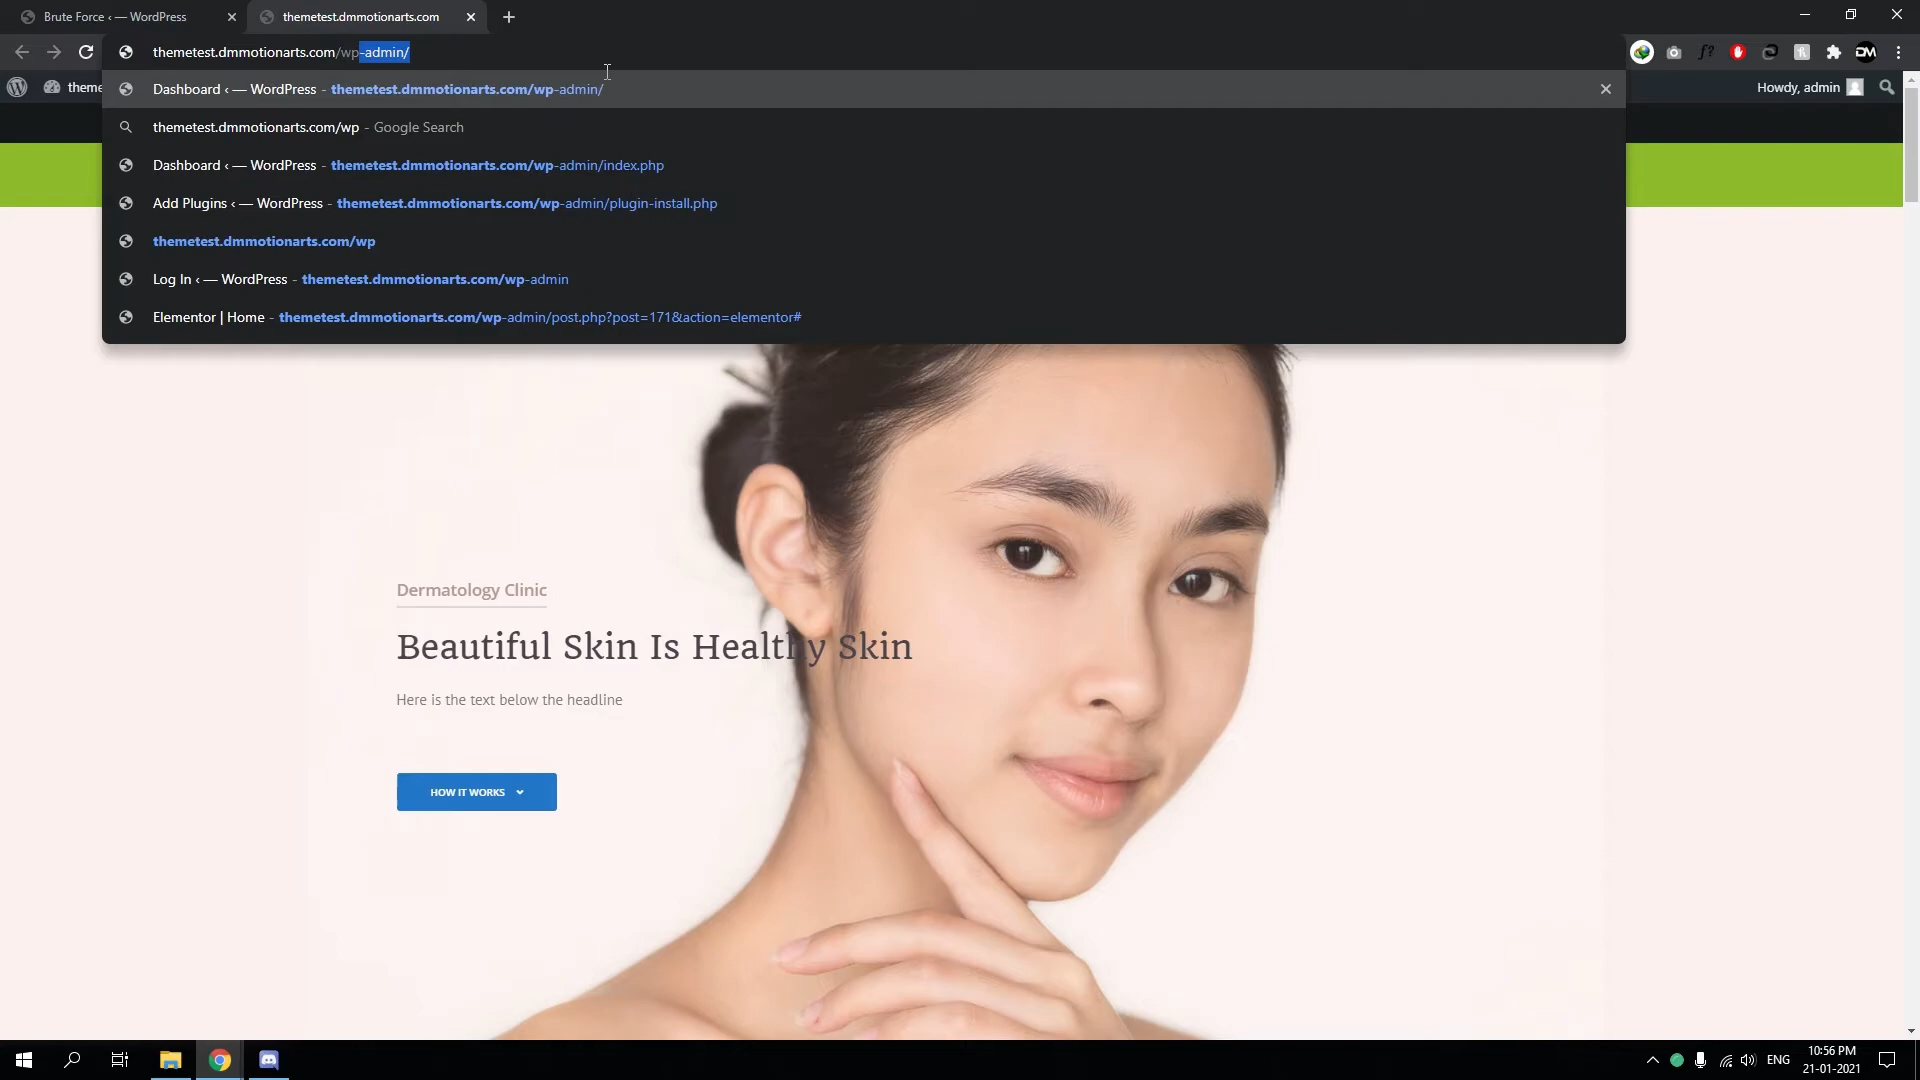 Brute Force ‹ — WordPress
themetest.dmmotionarts.com
themetest.dmmotionarts.com/wp-admin/
theme
Howdy, admin
Dashboard ‹ — WordPress - themetest.dmmotionarts.com/wp-admin/
themetest.dmmotionarts.com/wp - Google Search
Dashboard ‹ — WordPress - themetest.dmmotionarts.com/wp-admin/index.php
Add Plugins ‹ — WordPress - themetest.dmmotionarts.com/wp-admin/plugin-install.php
themetest.dmmotionarts.com/wp
Log In ‹ — WordPress - themetest.dmmotionarts.com/wp-admin
Elementor | Home - themetest.dmmotionarts.com/wp-admin/post.php?post=171&action=elementor#
Dermatology Clinic
Beautiful Skin Is Healthy Skin
Here is the text below the headline
HOW IT WORKS
ENG
10:56 PM
21-01-2021